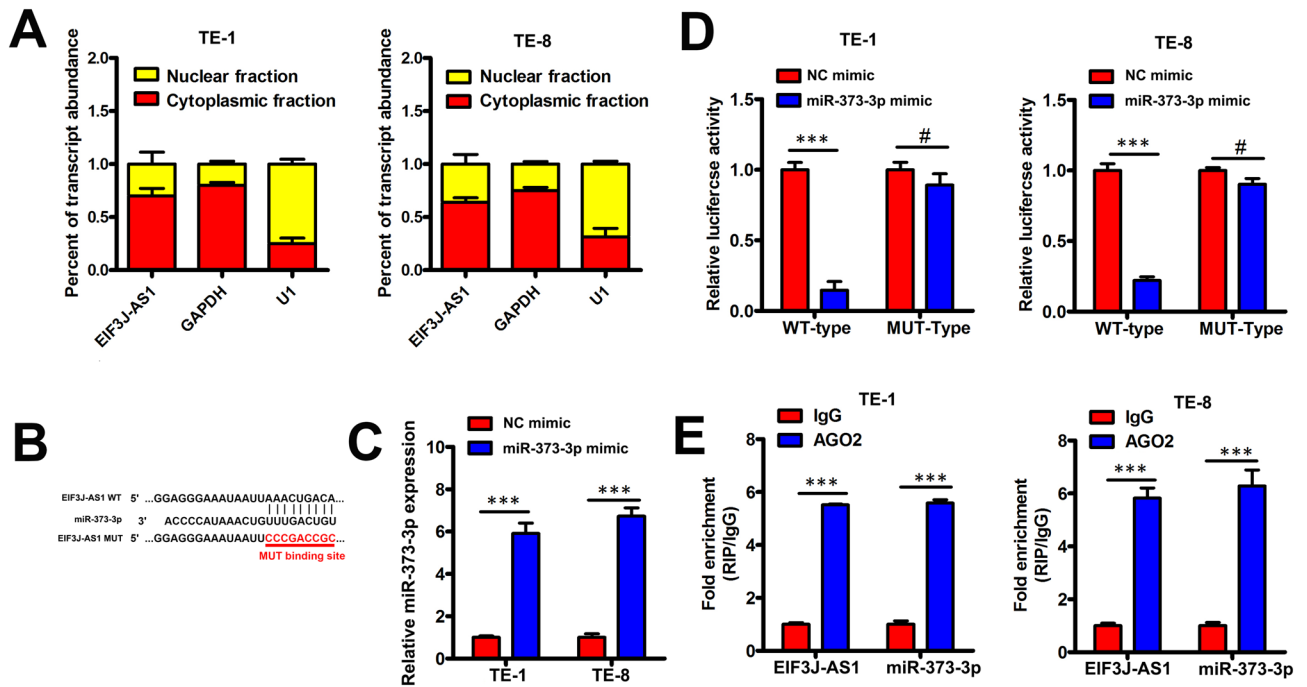 A
TE-1
Percent of transcript abundance
2.0
1.5
1.0
0.5
0.0
Nuclear fraction
Cytoplasmic fraction
EIF3J-AS1
GAPDH
U1
TE-8
Percent of transcript abundance
2.0
1.5
1.0
0.5
0.0
Nuclear fraction
Cytoplasmic fraction
EIF3J-AS1
GAPDH
U1
B
EIF3J-AS1 WT 5' ...GGAGGGAAAUAAUUAAACUGACA...
miR-373-3p 3' ACCCCAUAAACUGUUUGACUGU
EIF3J-AS1 MUT 5' ...GGAGGGAAAUAAUUCCCGACCGC...
MUT binding site
C
NC mimic
miR-373-3p mimic
Relative miR-373-3p expression
10
8
6
4
2
0
***
***
TE-1
TE-8
D
TE-1
NC mimic
miR-373-3p mimic
Relative lucifercse activity
1.5
1.0
0.5
0.0
***
#
WT-type
MUT-Type
TE-8
NC mimic
miR-373-3p mimic
Relative lucifercse activity
1.5
1.0
0.5
0.0
***
#
WT-type
MUT-Type
E
TE-1
IgG
AGO2
Fold enrichment
(RIP/IgG)
8
6
4
2
0
***
***
EIF3J-AS1
miR-373-3p
TE-8
IgG
AGO2
Fold enrichment
(RIP/IgG)
8
6
4
2
0
***
***
EIF3J-AS1
miR-373-3p